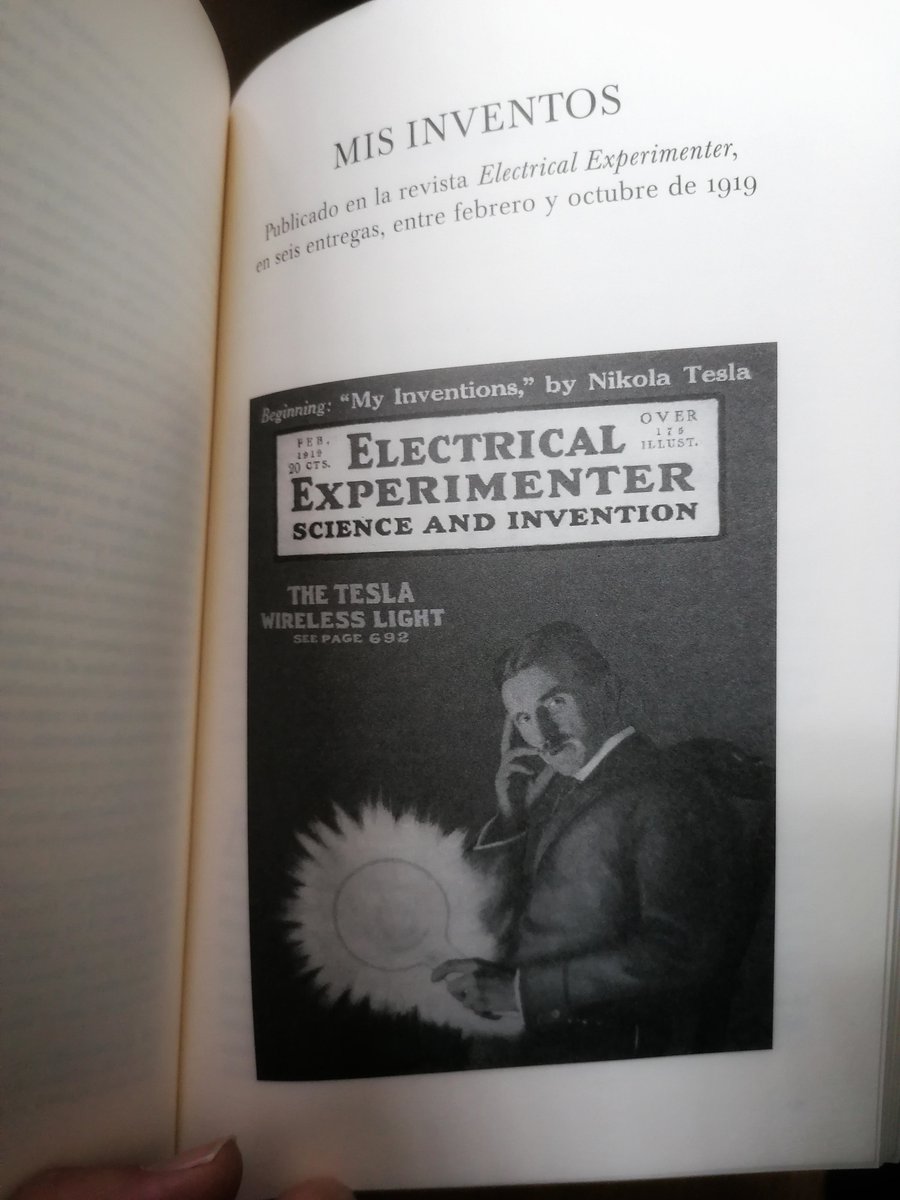 MIS INVENTOS
Publicado en la revista Electrical Experimenter,
en seis entregas, entre febrero y octubre de 1919
Beginning: “My Inventions,” by Nikola Tesla
FEB.
1919
20 CTS.
ELECTRICAL
OVER
175
ILLUST.
EXPERIMENTER
SCIENCE AND INVENTION
THE TESLA
WIRELESS LIGHT
SEE PAGE 692